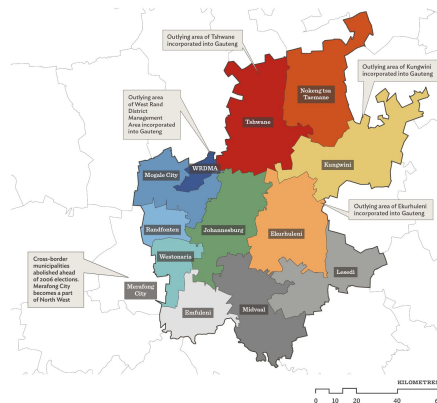 Outlying area of
Tshwane
incorporated into
Gauteng
Outlying area of Kungwini
incorporated into Gauteng
Nokeng tsa
Taemane
Outlying area
of West Rand
District
Management
Area incorporated
into Gauteng
Tshwane
Kungwini
WRDMA
Mogale City
Outlying area of Ekurhuleni
incorporated into Gauteng
Randfontein
Johannesburg
Ekurhuleni
Westonaria
Cross-border
municipalities
abolished ahead
of 2006 elections.
Merafong City
becomes a part
of North West
Lesedi
Merafong
City
Emfuleni
Midvaal
KILOMETRES
0 10 20 40